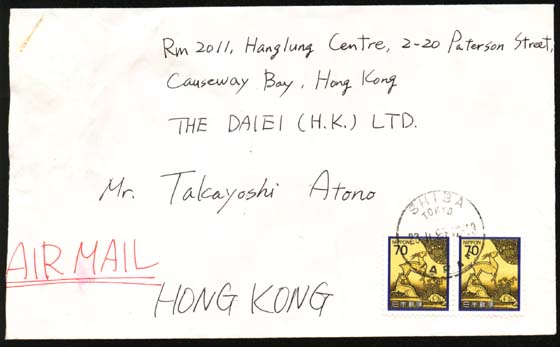 Rm 2011, Hanglung Centre, 2-20 Paterson Street,
Causeway Bay, Hong Kong
THE DAIEI (H.K.) LTD.
Mr. Takayoshi Atono
AIR MAIL
HONG KONG
SHIBA
TOKYO
JAPAN
NIPPON
70
日本郵便
NIPPON
70
日本郵便